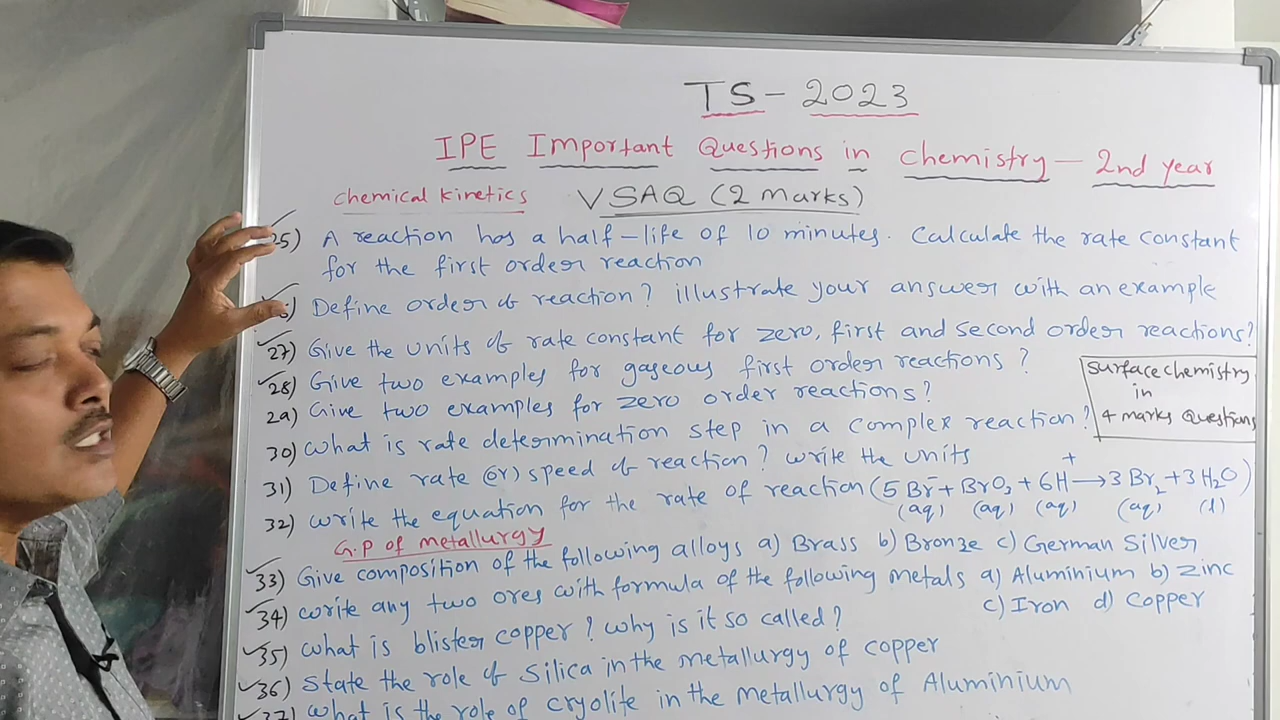 TS - 2023
IPE Important Questions in chemistry - 2nd year
chemical kinetics VSAQ (2 marks)
25) A reaction has a half-life of 10 minutes. Calculate the rate constant
for the first order reaction
Define order of reaction? illustrate your answer with an example
27) Give the units of rate constant for zero, first and second order reactions?
28) Give two examples for gaseous first order reactions?
29) Give two examples for zero order reactions?
30) What is rate determination step in a complex reaction?
surface chemistry
in
4 marks Questions
31) Define rate (or) speed of reaction? write the units
32) write the equation for the rate of reaction (5Br⁻ + BrO₃ + 6H⁺ → 3Br₂ + 3H₂O)
(aq) (aq) (aq) (aq) (l)
G.P of metallurgy
33) Give composition of the following alloys a) Brass b) Bronze c) German Silver
34) write any two ores with formula of the following metals a) Aluminium b) Zinc
c) Iron d) Copper
35) what is blister copper? why is it so called?
36) State the role of Silica in the metallurgy of copper
37) what is the role of cryolite in the metallurgy of Aluminium